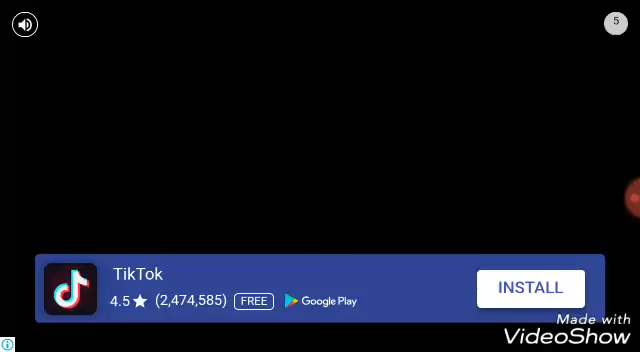 5
TikTok
4.5 (2,474,585) FREE Google Play
INSTALL
Made with
VideoShow